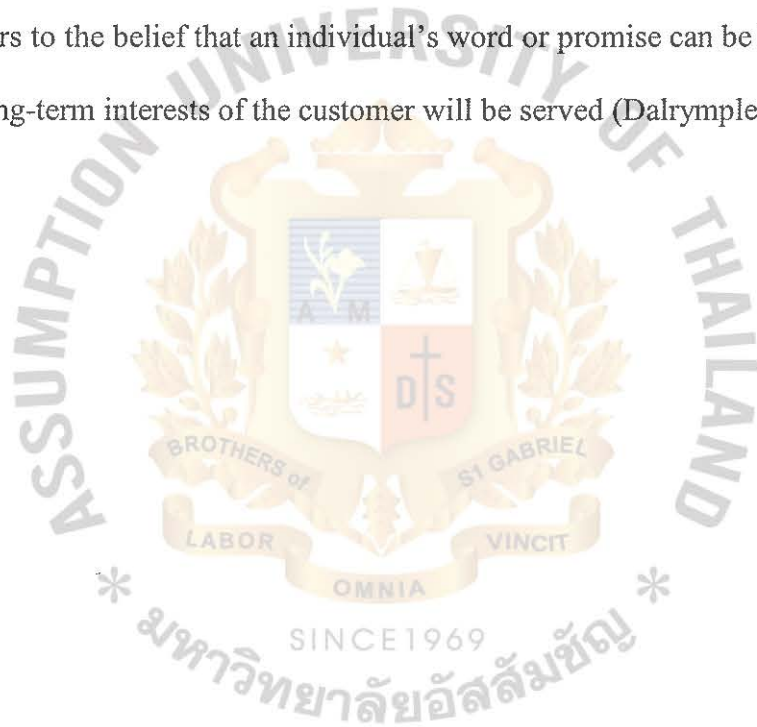 rs to the belief that an individual's word or promise can be
ng-term interests of the customer will be served (Dalrymple
ASSUMPTION UNIVERSITY OF THAILAND
A M
D S
BROTHERS of ST GABRIEL
LABOR VINCIT
OMNIA
* SINCE1969 *
มหาวิทยาลัยอัสสัมชัญ